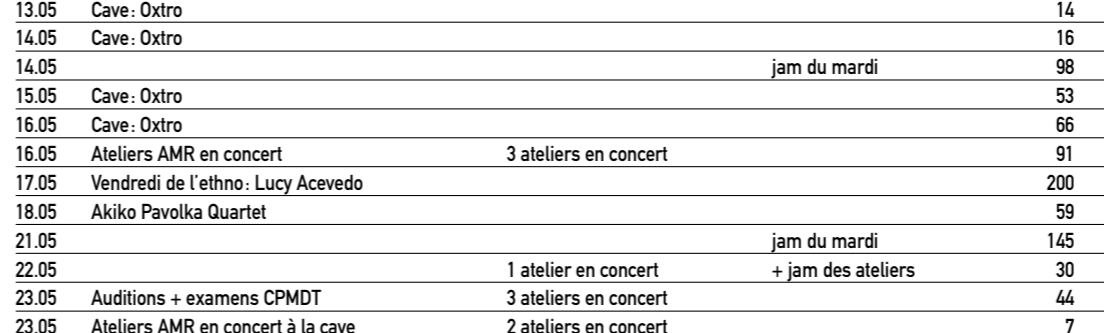 13.05 Cave: Oxtro 14
14.05 Cave: Oxtro 16
14.05 jam du mardi 98
15.05 Cave: Oxtro 53
16.05 Cave: Oxtro 66
16.05 Ateliers AMR en concert 3 ateliers en concert 91
17.05 Vendredi de l'ethno: Lucy Acevedo 200
18.05 Akiko Pavolka Quartet 59
21.05 jam du mardi 145
22.05 1 atelier en concert + jam des ateliers 30
23.05 Auditions + examens CPMDT 3 ateliers en concert 44
23.05 Ateliers AMR en concert à la cave 2 ateliers en concert 7